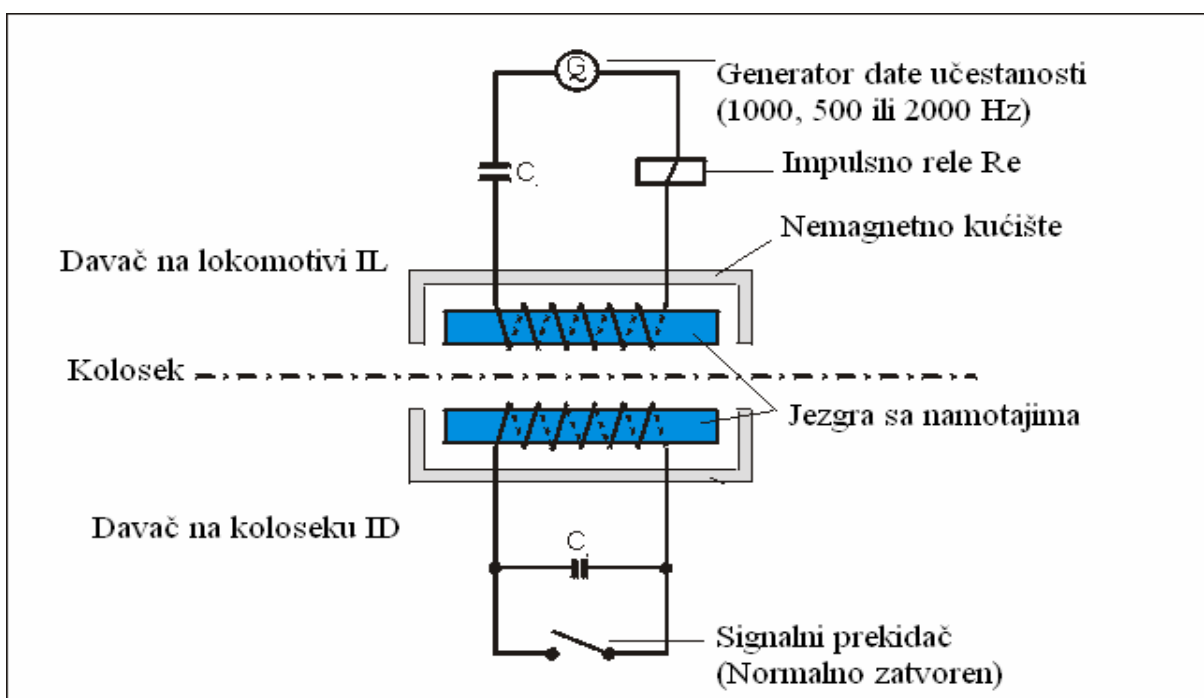 G
Generator date učestanosti
(1000, 500 ili 2000 Hz)
C
Impulsno rele Re
Nemagnetno kućište
Davač na lokomotivi IL
Kolosek
Jezgra sa namotajima
Davač na koloseku ID
C
Signalni prekidač
(Normalno zatvoren)